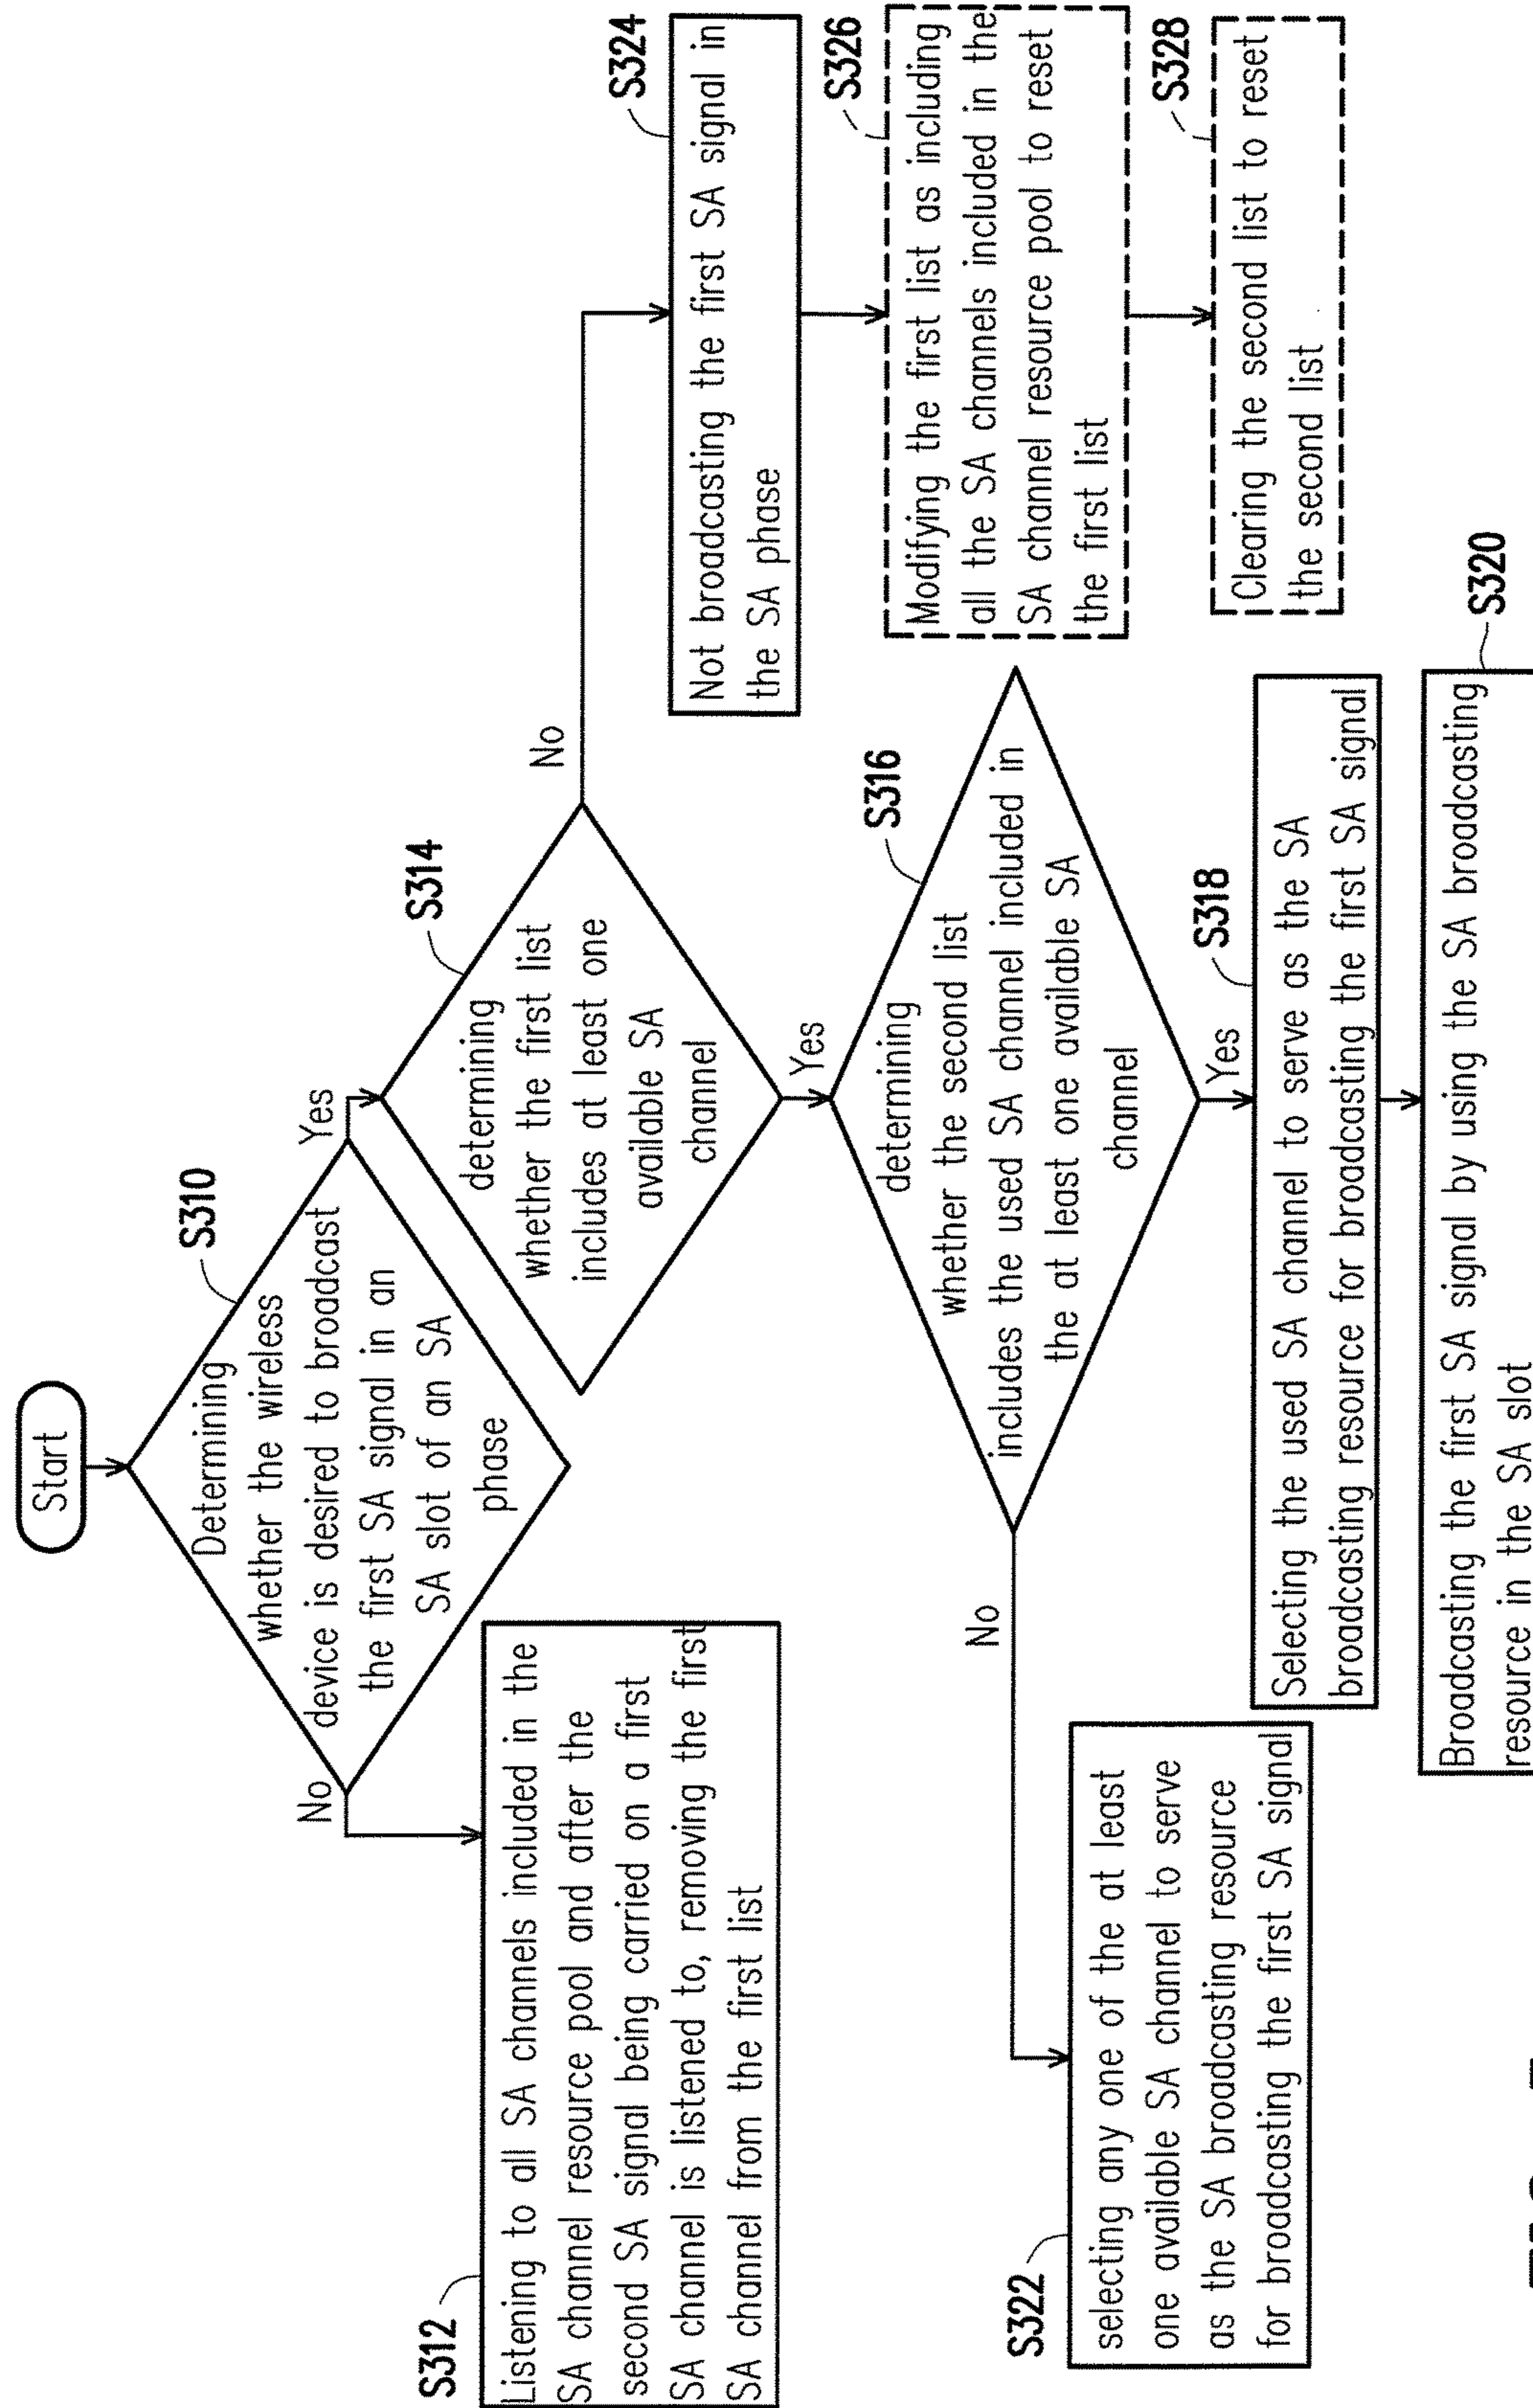 Start
S310
Determining
whether the wireless
device is desired to broadcast
the first SA signal in an
SA slot of an SA
phase
No
Yes
S312
Listening to all SA channels included in the
SA channel resource pool and after the
second SA signal being carried on a first
SA channel is listened to, removing the first
SA channel from the first list
S314
determining
whether the first list
includes at least one
available SA
channel
No
Yes
S324
Not broadcasting the first SA signal in
the SA phase
S326
Modifying the first list as including
all the SA channels included in the
SA channel resource pool to reset
the first list
S328
Clearing the second list to reset
the second list
S316
determining
whether the second list
includes the used SA channel included in
the at least one available SA
channel
No
Yes
S322
selecting any one of the at least
one available SA channel to serve
as the SA broadcasting resource
for broadcasting the first SA signal
S318
Selecting the used SA channel to serve as the SA
broadcasting resource for broadcasting the first SA signal
S320
Broadcasting the first SA signal by using the SA broadcasting
resource in the SA slot